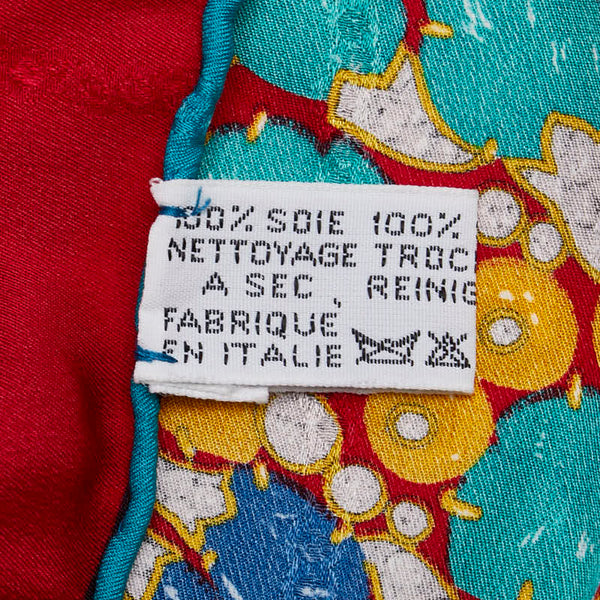 100% SOIE 100%
NETTOYAGE TROC
A SEC, REINIG
FABRIQUÉ
EN ITALIE